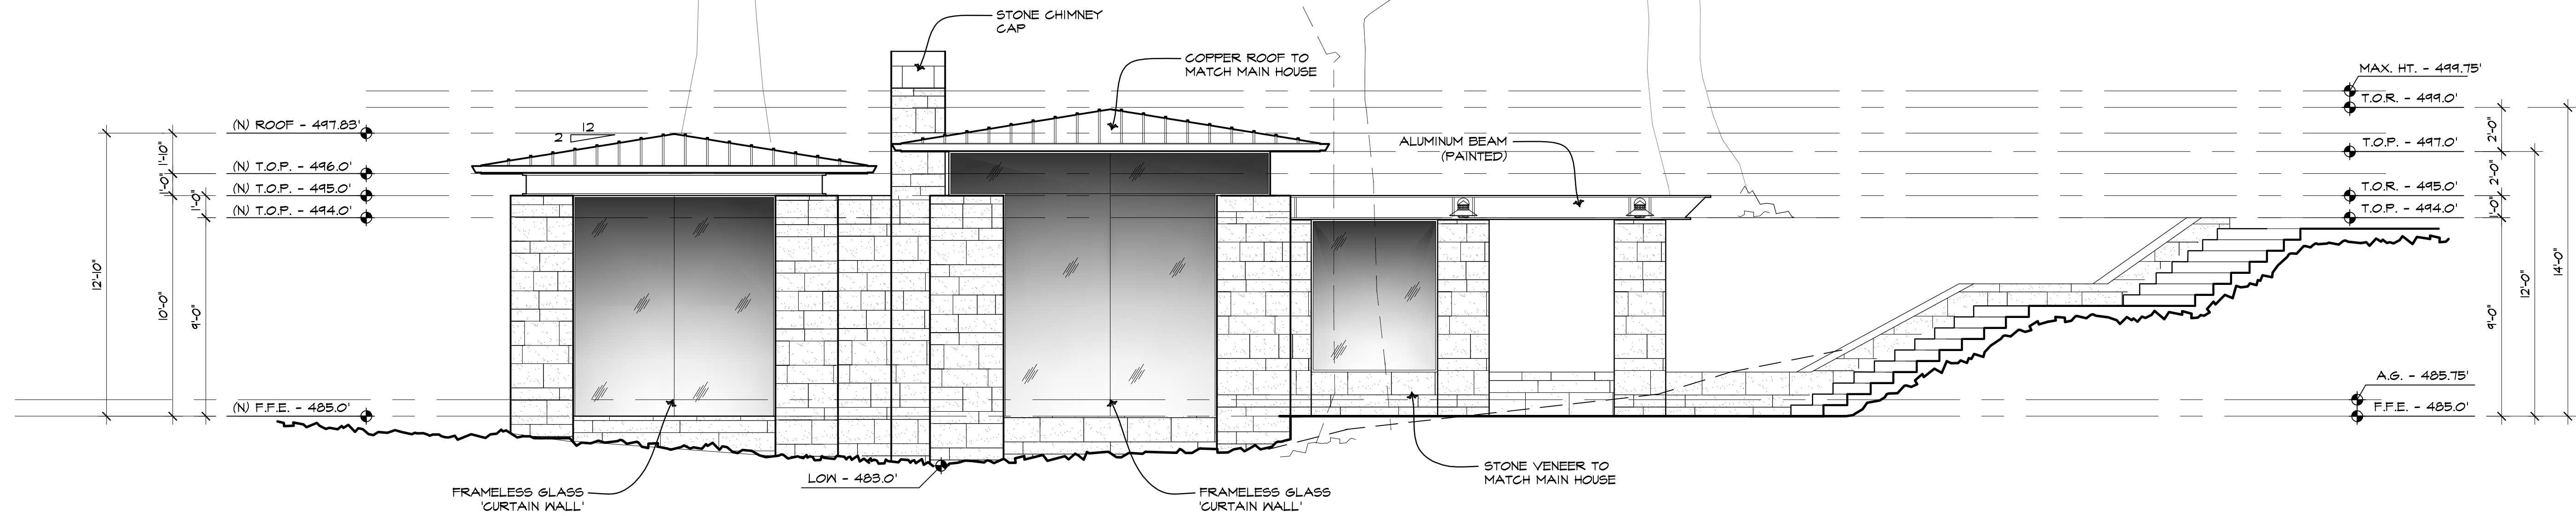 STONE CHIMNEY
CAP
COPPER ROOF TO
MATCH MAIN HOUSE
ALUMINUM BEAM
(PAINTED)
(N) ROOF - 497.83'
(N) T.O.P. - 496.0'
(N) T.O.P. - 495.0'
(N) T.O.P. - 494.0'
(N) F.F.E. - 485.0'
12'-10"
1'-10"
1'-0"
10'-0"
1'-0"
9'-0"
12
2
MAX. HT. - 499.75'
T.O.R. - 499.0'
T.O.P. - 497.0'
T.O.R. - 495.0'
T.O.P. - 494.0'
A.G. - 485.75'
F.F.E. - 485.0'
2'-0"
2'-0"
1'-0"
9'-0"
12'-0"
14'-0"
LOW - 483.0'
FRAMELESS GLASS
'CURTAIN WALL'
FRAMELESS GLASS
'CURTAIN WALL'
STONE VENEER TO
MATCH MAIN HOUSE